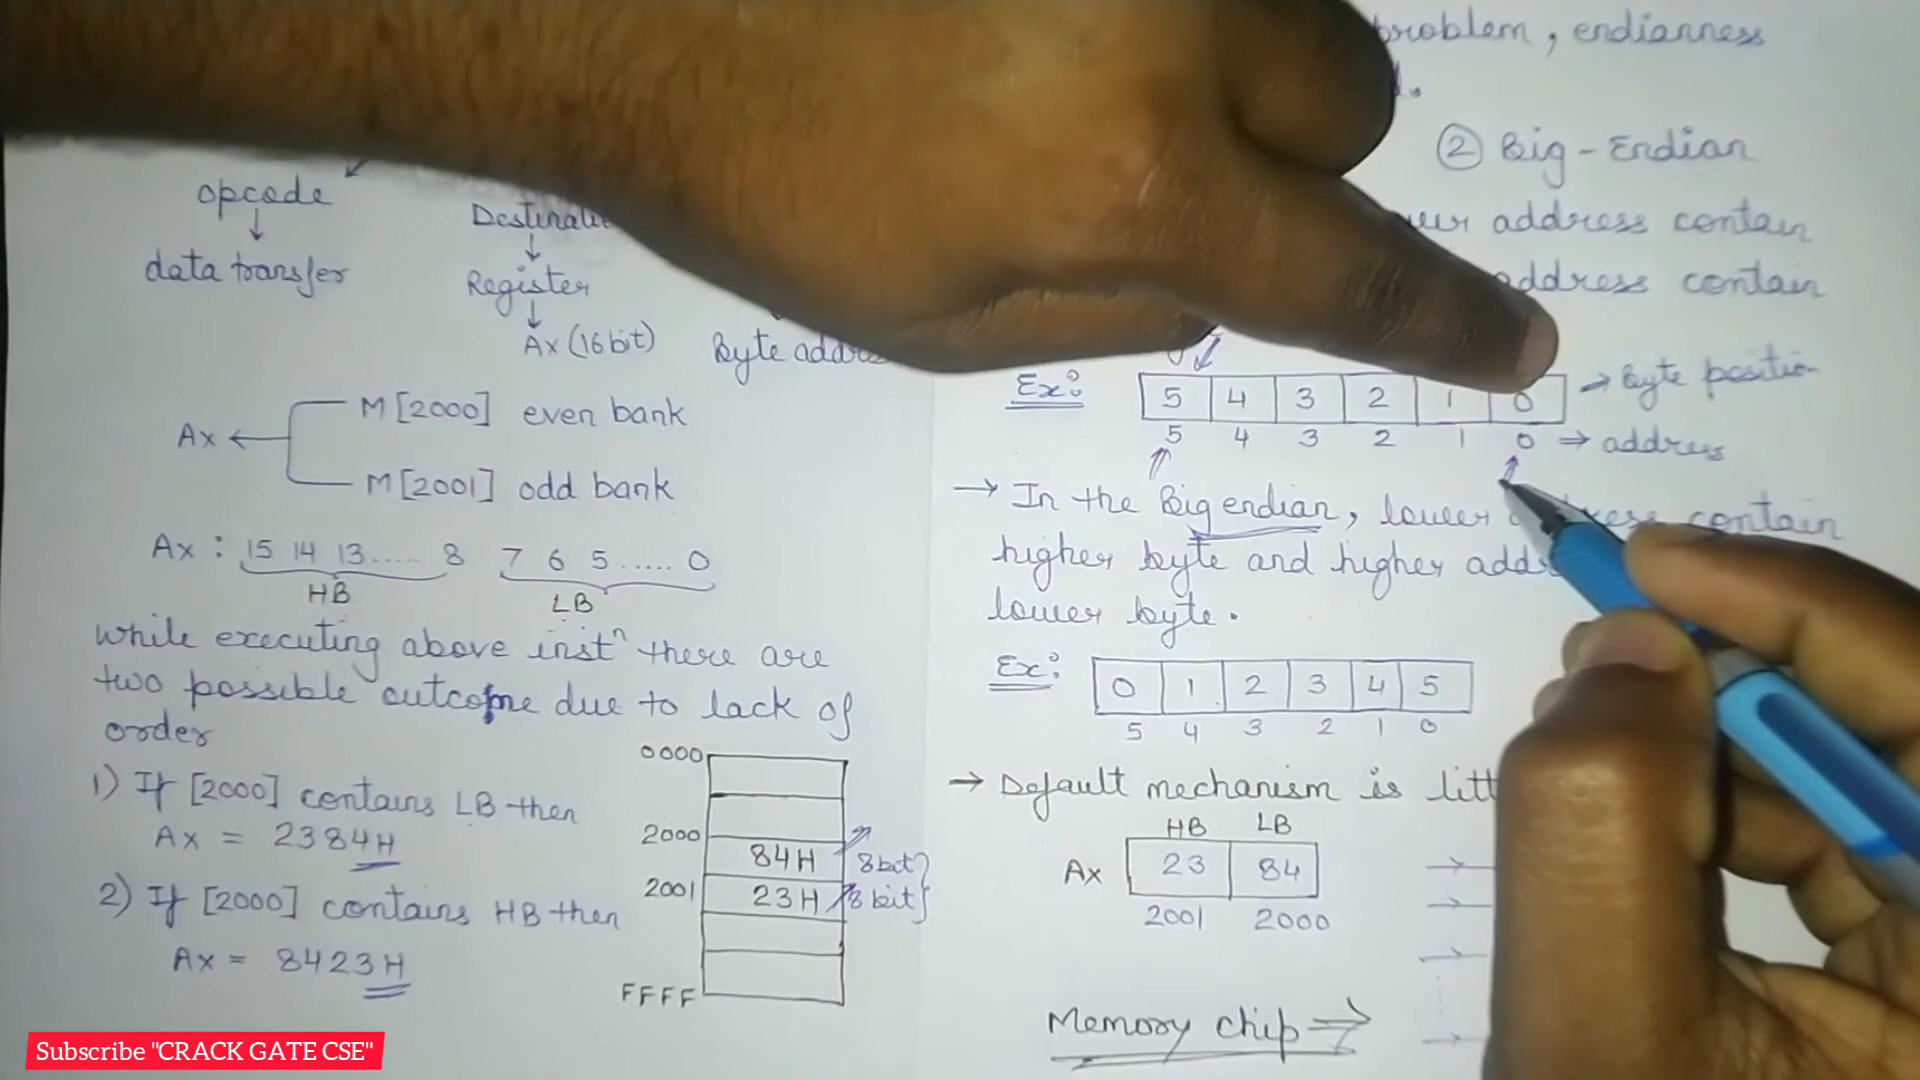 problem, endianness
② Big-Endian
address contain
address contain
opcode
data transfer
Register
Ax (16 bit)
Byte
Ax
M [2000] even bank
M [2001] odd bank
Ax : 15 14 13..... 8 7 6 5..... 0
HB
LB
While executing above instⁿ there are
two possible outcome due to lack of
order
1) If [2000] contains LB then
Ax = 2384H
2) If [2000] contains HB then
Ax = 8423H
0000
2000
84H
8 bit
2001
23H
8 bit
FFFF
Ex:
5 4 3 2 1 0
Byte position
5 4 3 2 1 0 ⇒ address
→ In the Big endian, lower contain
higher byte and higher
lower byte.
Ex:
0 1 2 3 4 5
5 4 3 2 1 0
→ Default mechanism is
HB LB
Ax 23 84
2001 2000
Memory chip ⇒
Subscribe "CRACK GATE CSE"